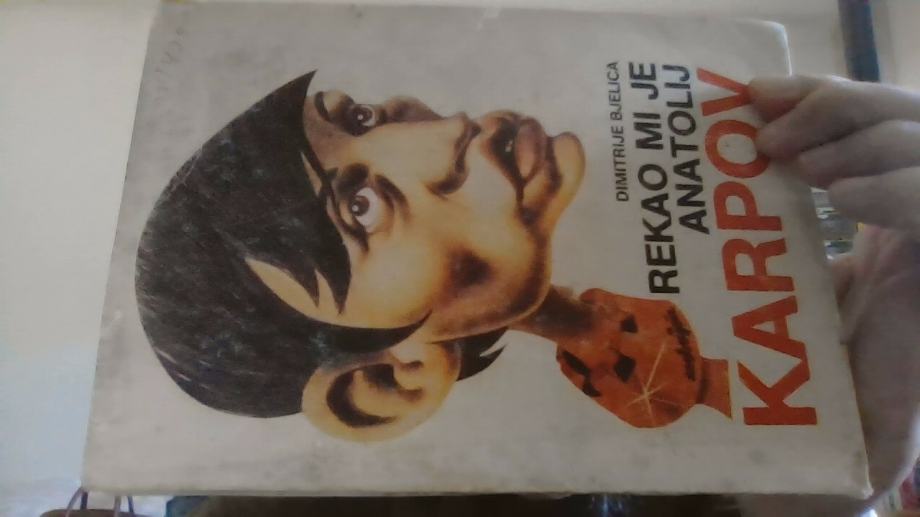 DIMITRIJE BJELICA
REKAO MI JE
ANATOLIJ
KARPOV